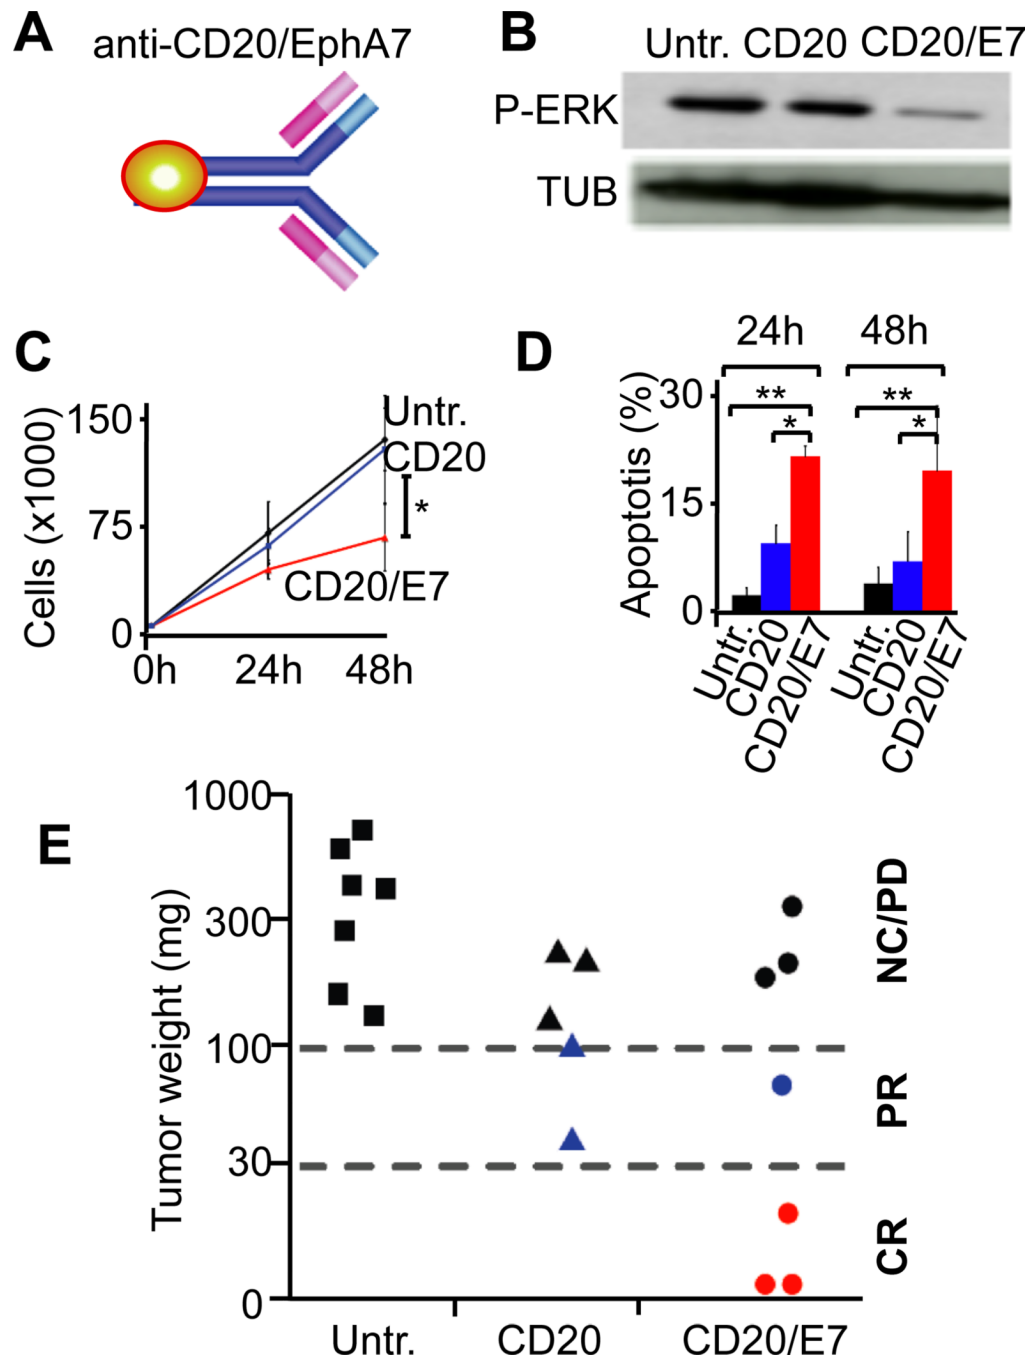 A
anti-CD20/EphA7
B
Untr. CD20 CD20/E7
P-ERK
TUB
C
Cells (x1000)
150
75
0
0h 24h 48h
Untr.
CD20
*
CD20/E7
D
24h 48h
Apoptotis (%)
30
15
0
** **
* *
Untr. CD20 CD20/E7 Untr. CD20 CD20/E7
E
Tumor weight (mg)
1000
300
100
30
0
NC/PD
PR
CR
Untr. CD20 CD20/E7